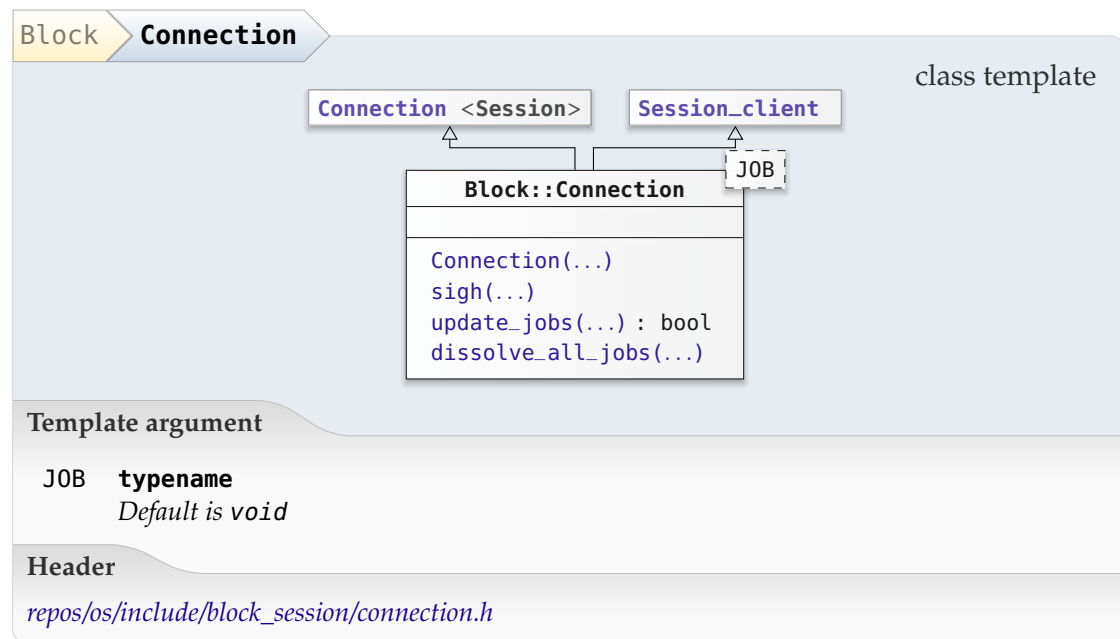 Block Connection
class template
Connection <Session> Session_client
JOB
Block::Connection
Connection(...)
sigh(...)
update_jobs(...) : bool
dissolve_all_jobs(...)
Template argument
JOB typename
Default is void
Header
repos/os/include/block_session/connection.h